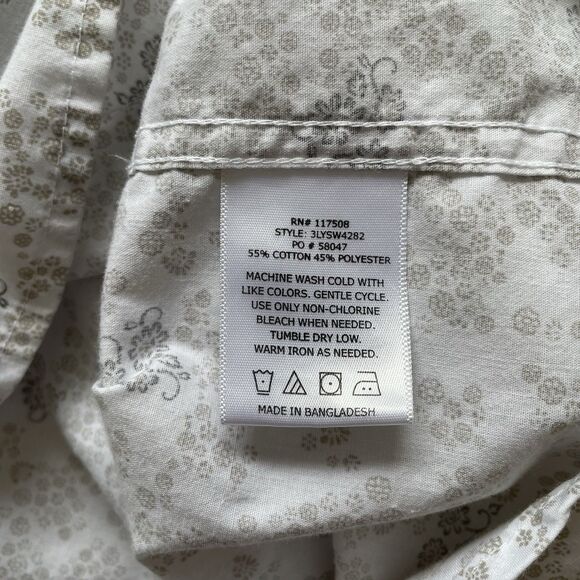 RN# 117508
STYLE: 3LYSW4282
PO # 58047
55% COTTON 45% POLYESTER
MACHINE WASH COLD WITH
LIKE COLORS. GENTLE CYCLE.
USE ONLY NON-CHLORINE
BLEACH WHEN NEEDED.
TUMBLE DRY LOW.
WARM IRON AS NEEDED.
MADE IN BANGLADESH